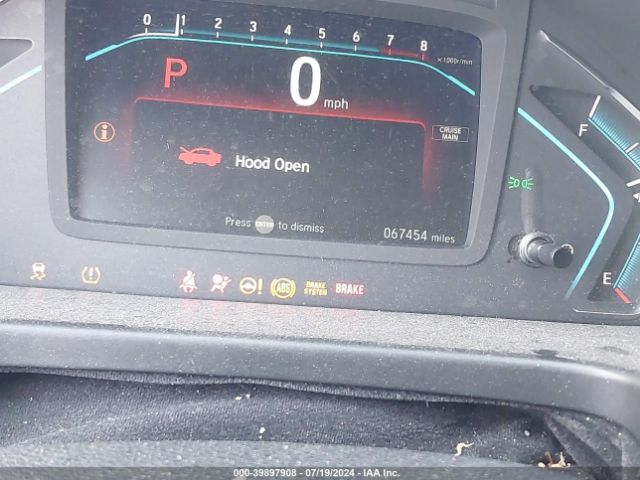 0 1 2 3 4 5 6 7 8
x1000r/min
P 0 mph
F
i
CRUISE
MAIN
Hood Open
Press ENTER to dismiss
067454 miles
E
! ! ABS BRAKE
SYSTEM BRAKE
000-39897908 - 07/19/2024 - IAA Inc.